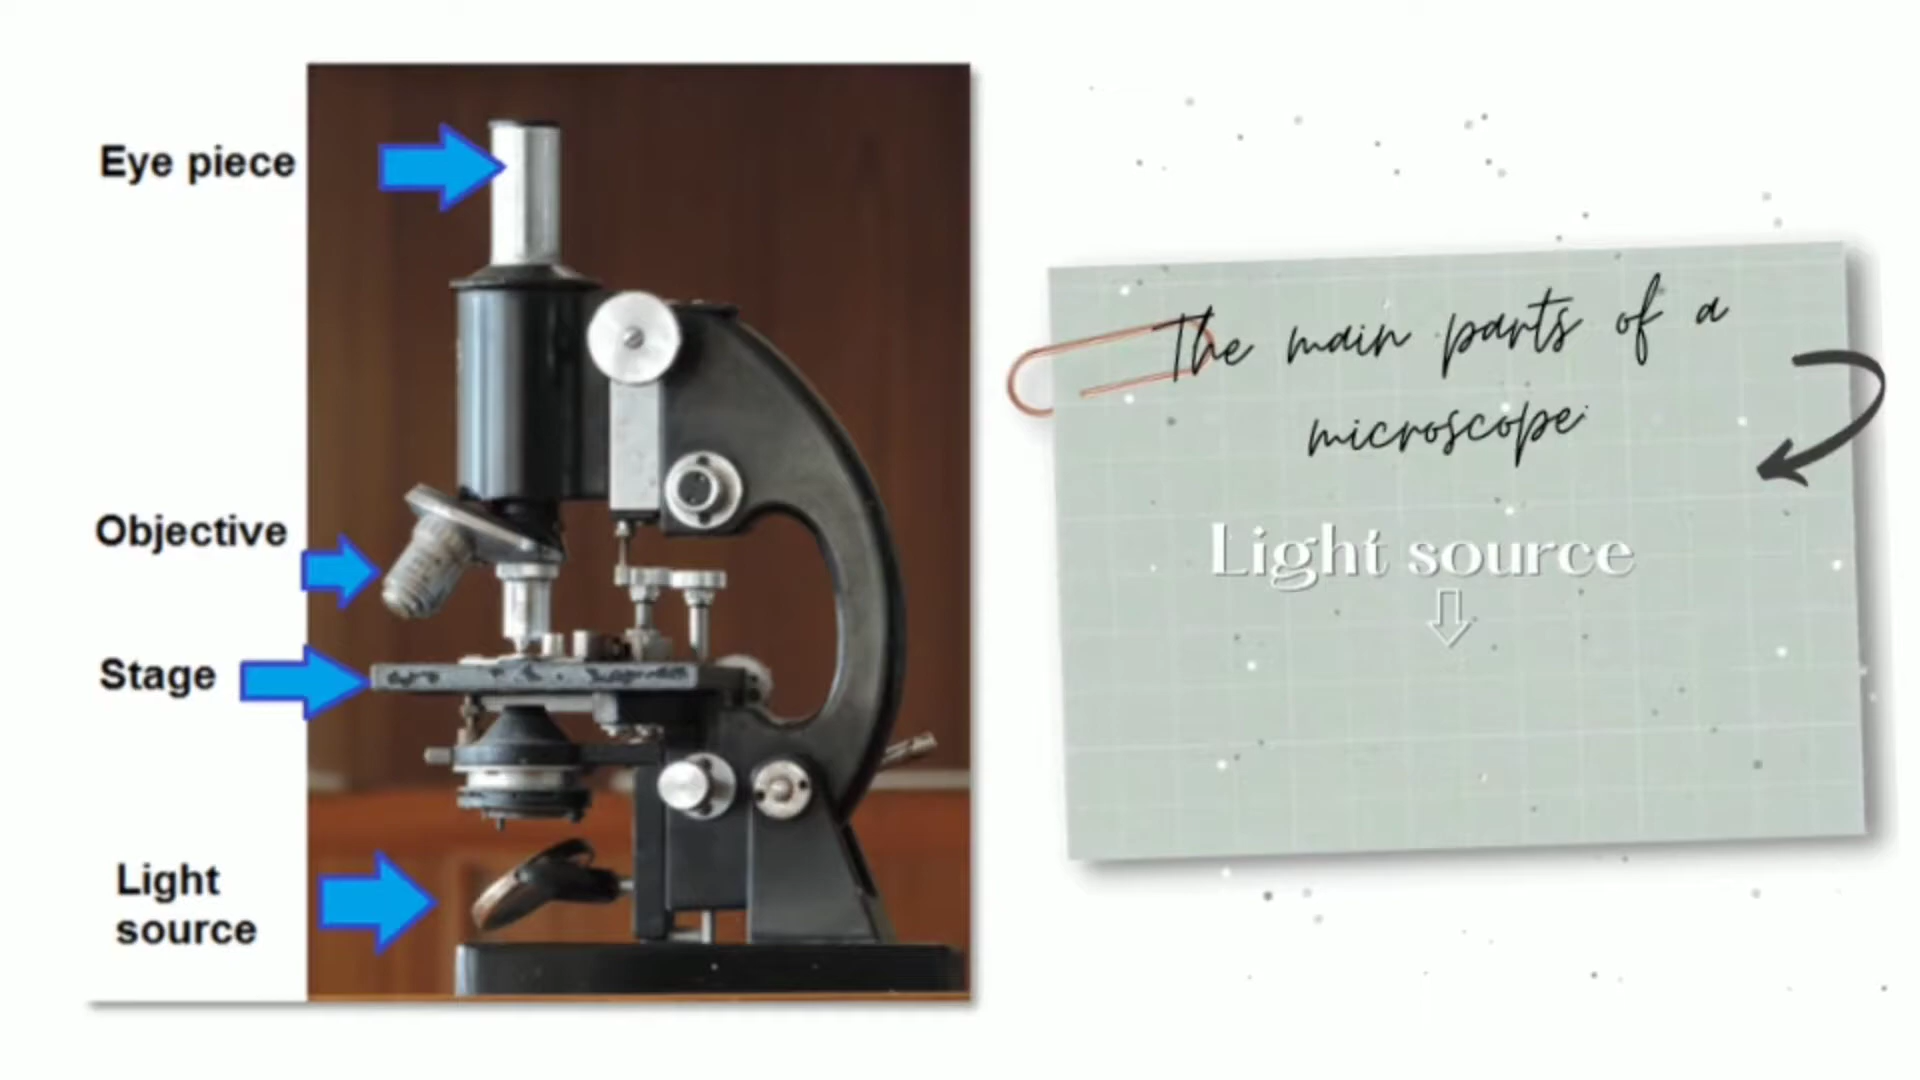 Eye piece
Objective
Stage
Light
source
The main parts of a
microscope
Light source